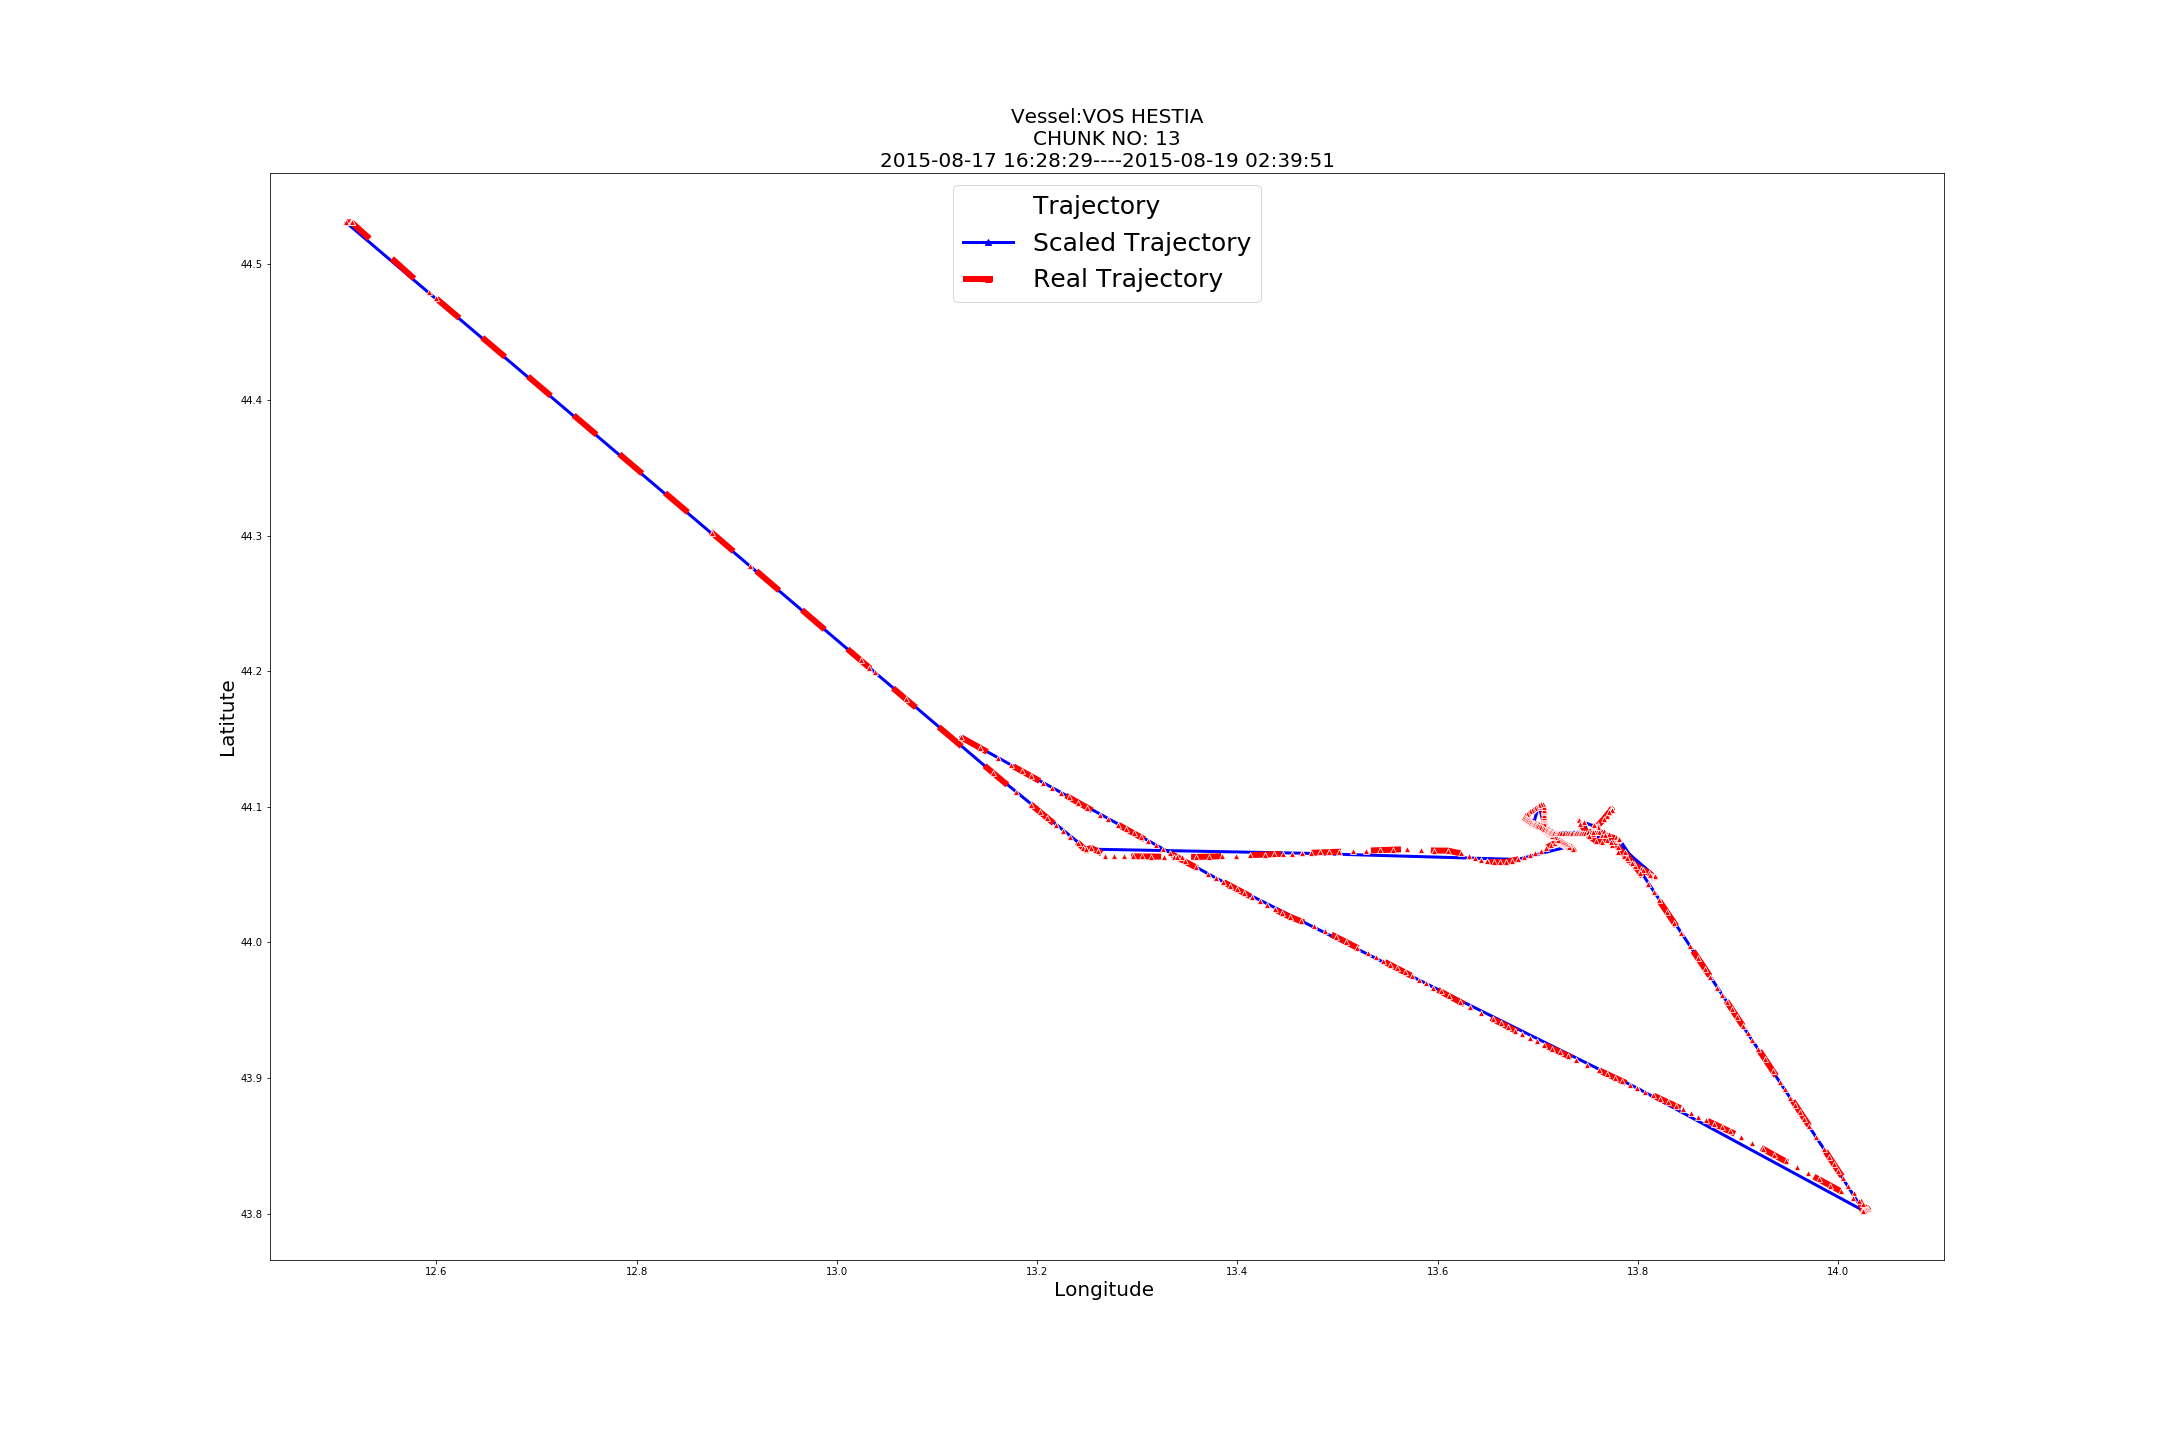 Vessel:VOS HESTIA
CHUNK NO: 13
2015-08-17 16:28:29----2015-08-19 02:39:51
Trajectory
Scaled Trajectory
Real Trajectory
44.5
44.4
44.3
44.2
44.1
44.0
43.9
43.8
Latitute
12.6 12.8 13.0 13.2 13.4 13.6 13.8 14.0
Longitude